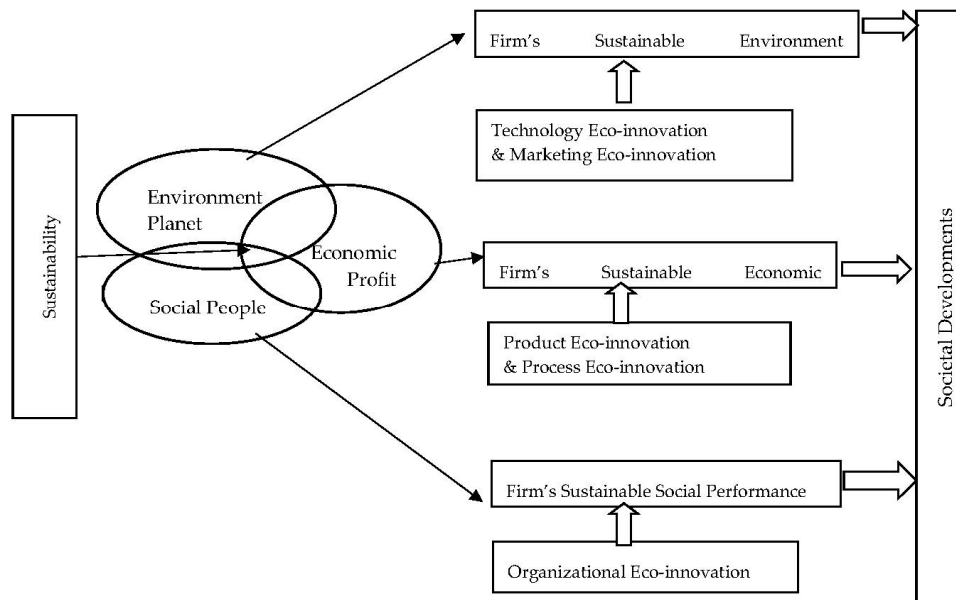 Sustainability
Environment
Planet
Economic
Profit
Social People
Firm's Sustainable Environment
Technology Eco-innovation
& Marketing Eco-innovation
Firm's Sustainable Economic
Product Eco-innovation
& Process Eco-innovation
Firm's Sustainable Social Performance
Organizational Eco-innovation
Societal Developments